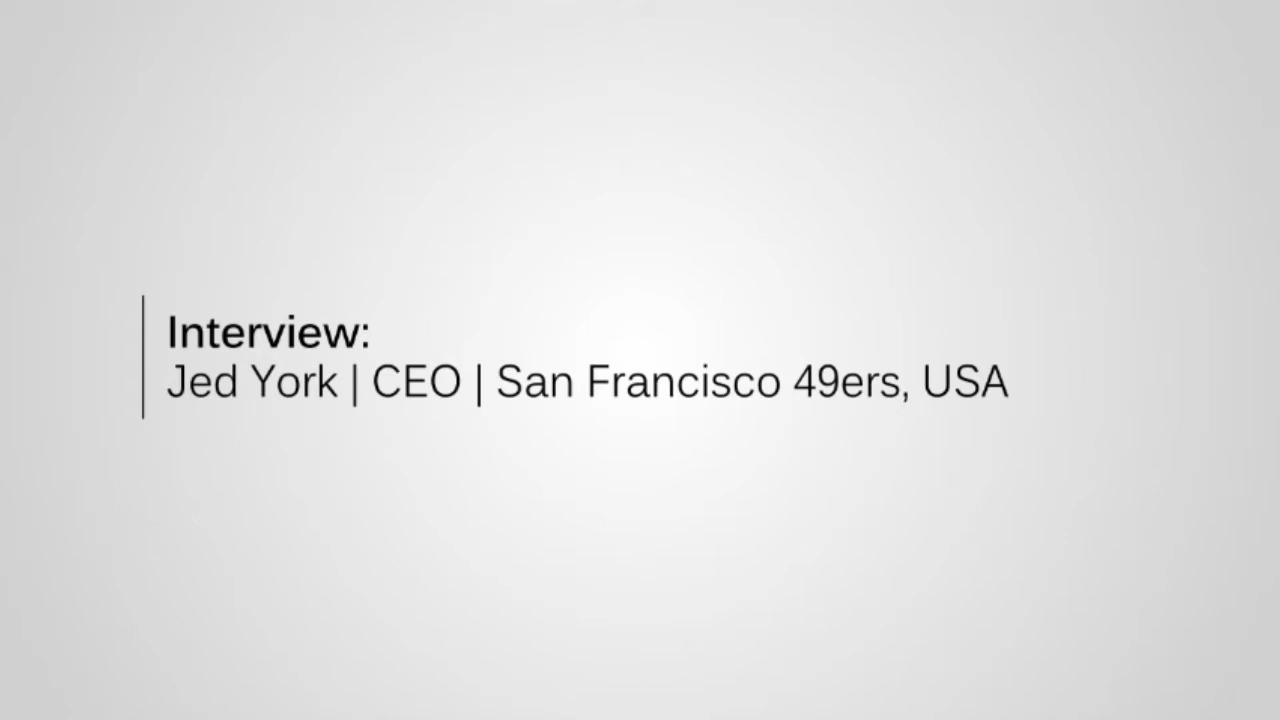 Interview:
Jed York | CEO | San Francisco 49ers, USA